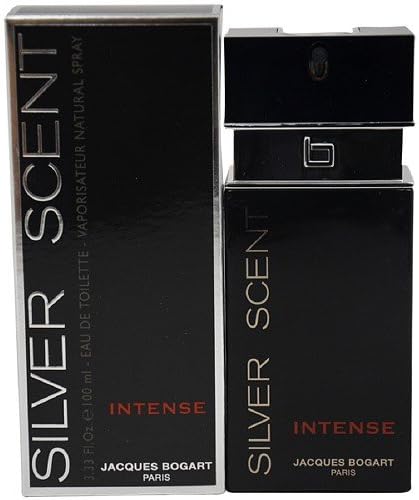 SILVER SCENT
3.33 Fl.Oz e 100 ml - EAU DE TOILETTE - VAPORISATEUR NATURAL SPRAY
INTENSE
JACQUES BOGART
PARIS
b
SILVER SCENT
INTENSE
JACQUES BOGART
PARIS